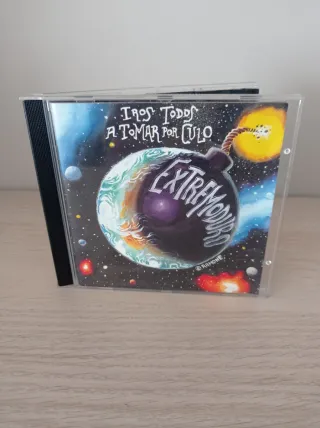 IROS TODOS
A TOMAR POR CULO
EXTREMODURO